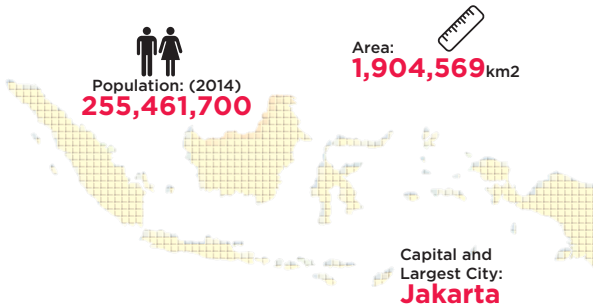 Population: (2014)
255,461,700
Area:
1,904,569km2
Capital and
Largest City:
Jakarta